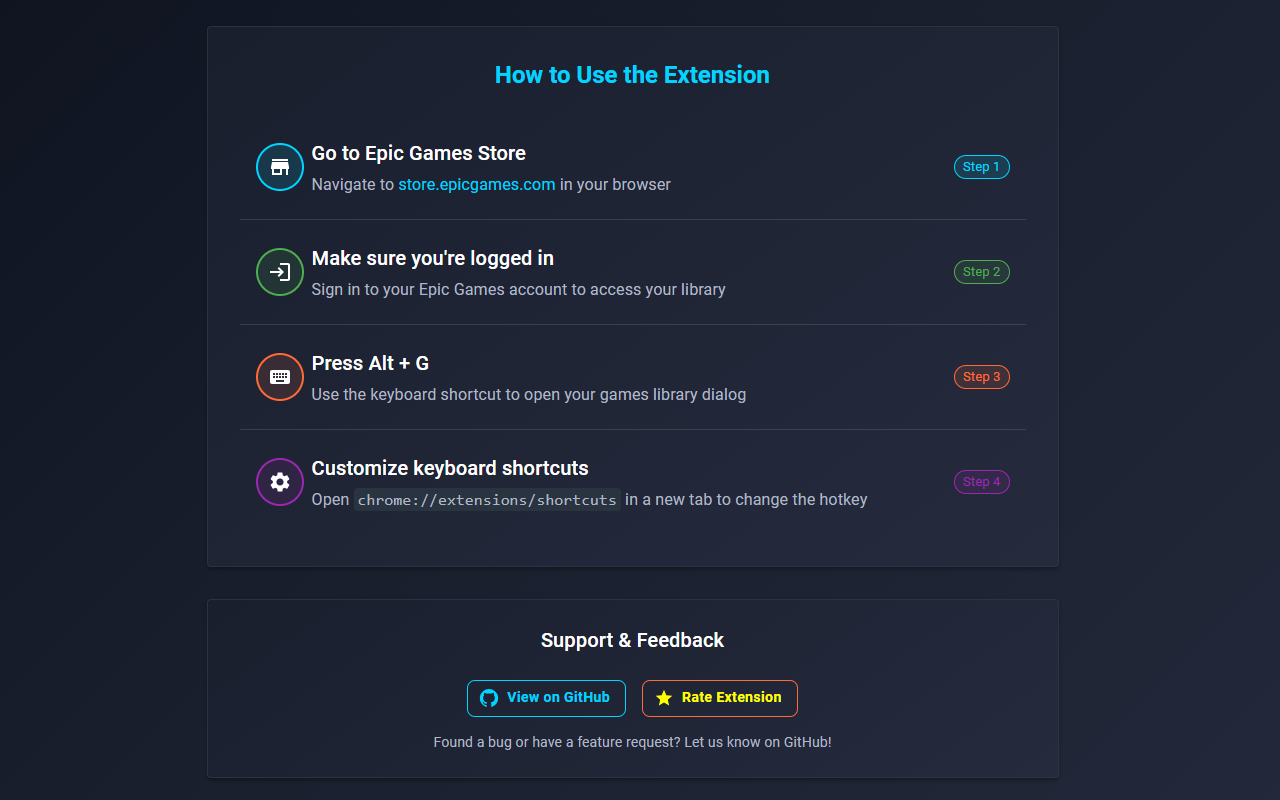 How to Use the Extension
Go to Epic Games Store
Navigate to store.epicgames.com in your browser
Step 1
Make sure you're logged in
Sign in to your Epic Games account to access your library
Step 2
Press Alt + G
Use the keyboard shortcut to open your games library dialog
Step 3
Customize keyboard shortcuts
Open chrome://extensions/shortcuts in a new tab to change the hotkey
Step 4
Support & Feedback
View on GitHub
Rate Extension
Found a bug or have a feature request? Let us know on GitHub!